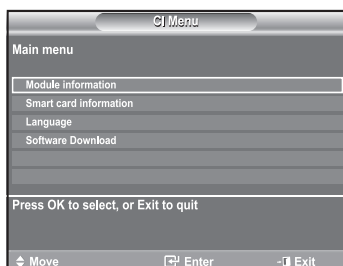 CI Menu
Main menu
Module information
Smart card information
Language
Software Download
Press OK to select, or Exit to quit
Move Enter Exit